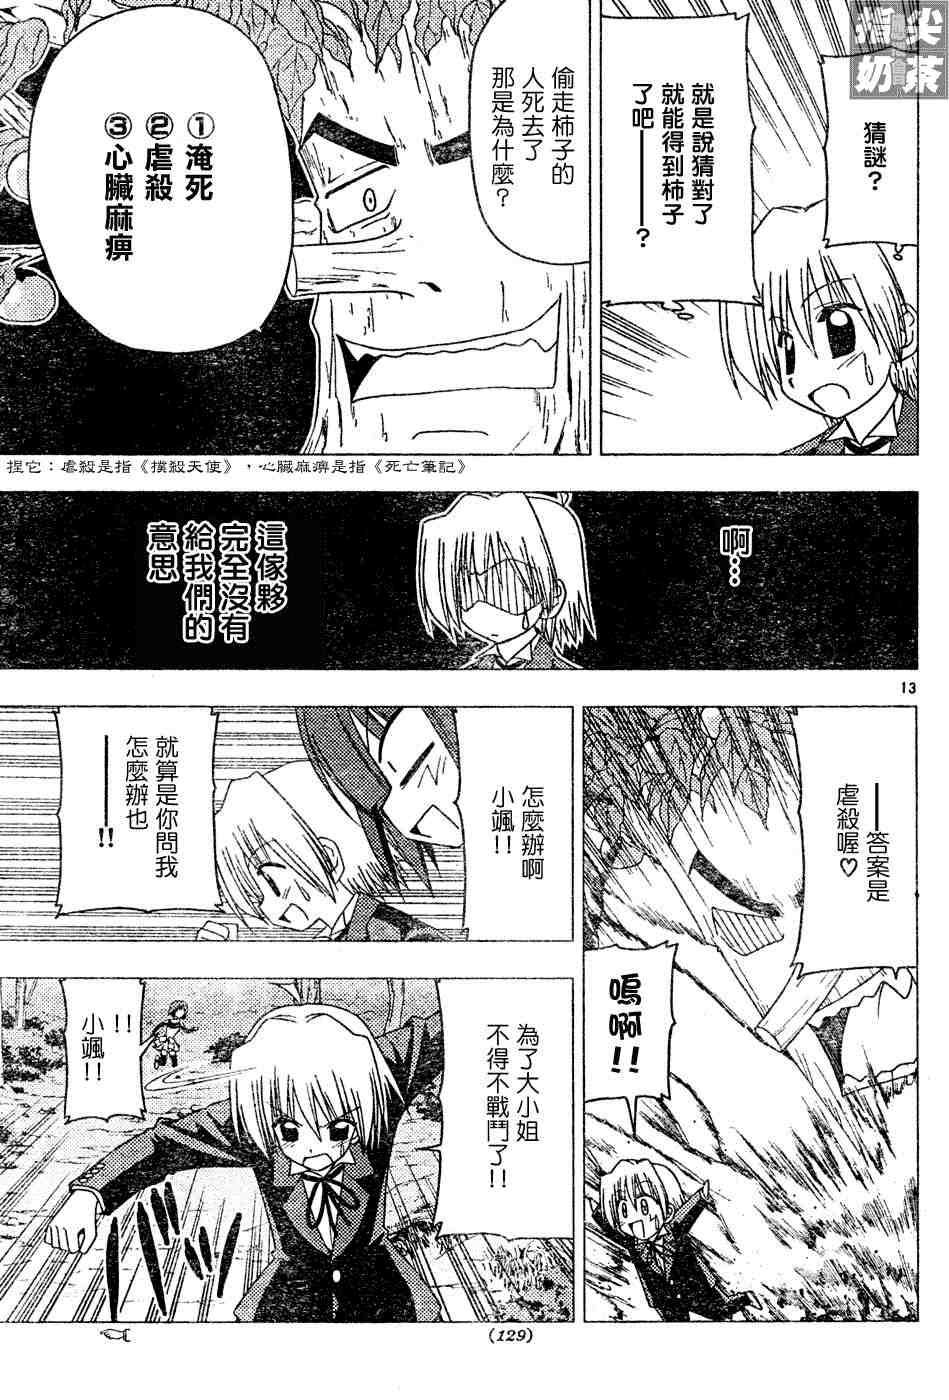 指尖
奶茶
猜謎?
就是說猜對了
就能得到柿子
了吧——?
偷走柿子的
人死去了
那是為什麼?
①淹死
②虐殺
③心臟麻痹
捏它:虐殺是指《撲殺天使》,心臟麻痹是指《死亡筆記》
啊…
這傢夥
完全沒有
給我們的
意思
13
——答案是
虐殺喔♡
嗚啊!!
怎麼辦啊
小颯!!
就算是你問我
怎麼辦也
——!!
為了大小姐
不得不戰鬥了!!
!!
小颯!!
(129)